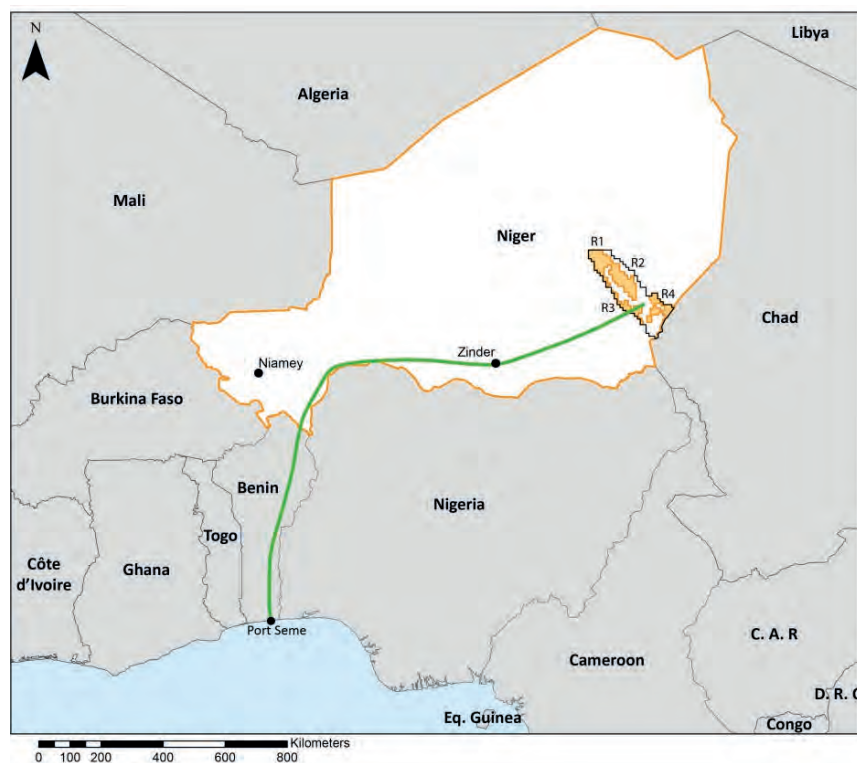 N
Libya
Algeria
Mali
Niger
R1
R2
R4
R3
Chad
Zinder
Niamey
Burkina Faso
Benin
Nigeria
Togo
Côte
d'Ivoire
Ghana
Port Seme
C. A. R
Cameroon
D. R. C
Eq. Guinea
Congo
Kilometers
0 100 200 400 600 800